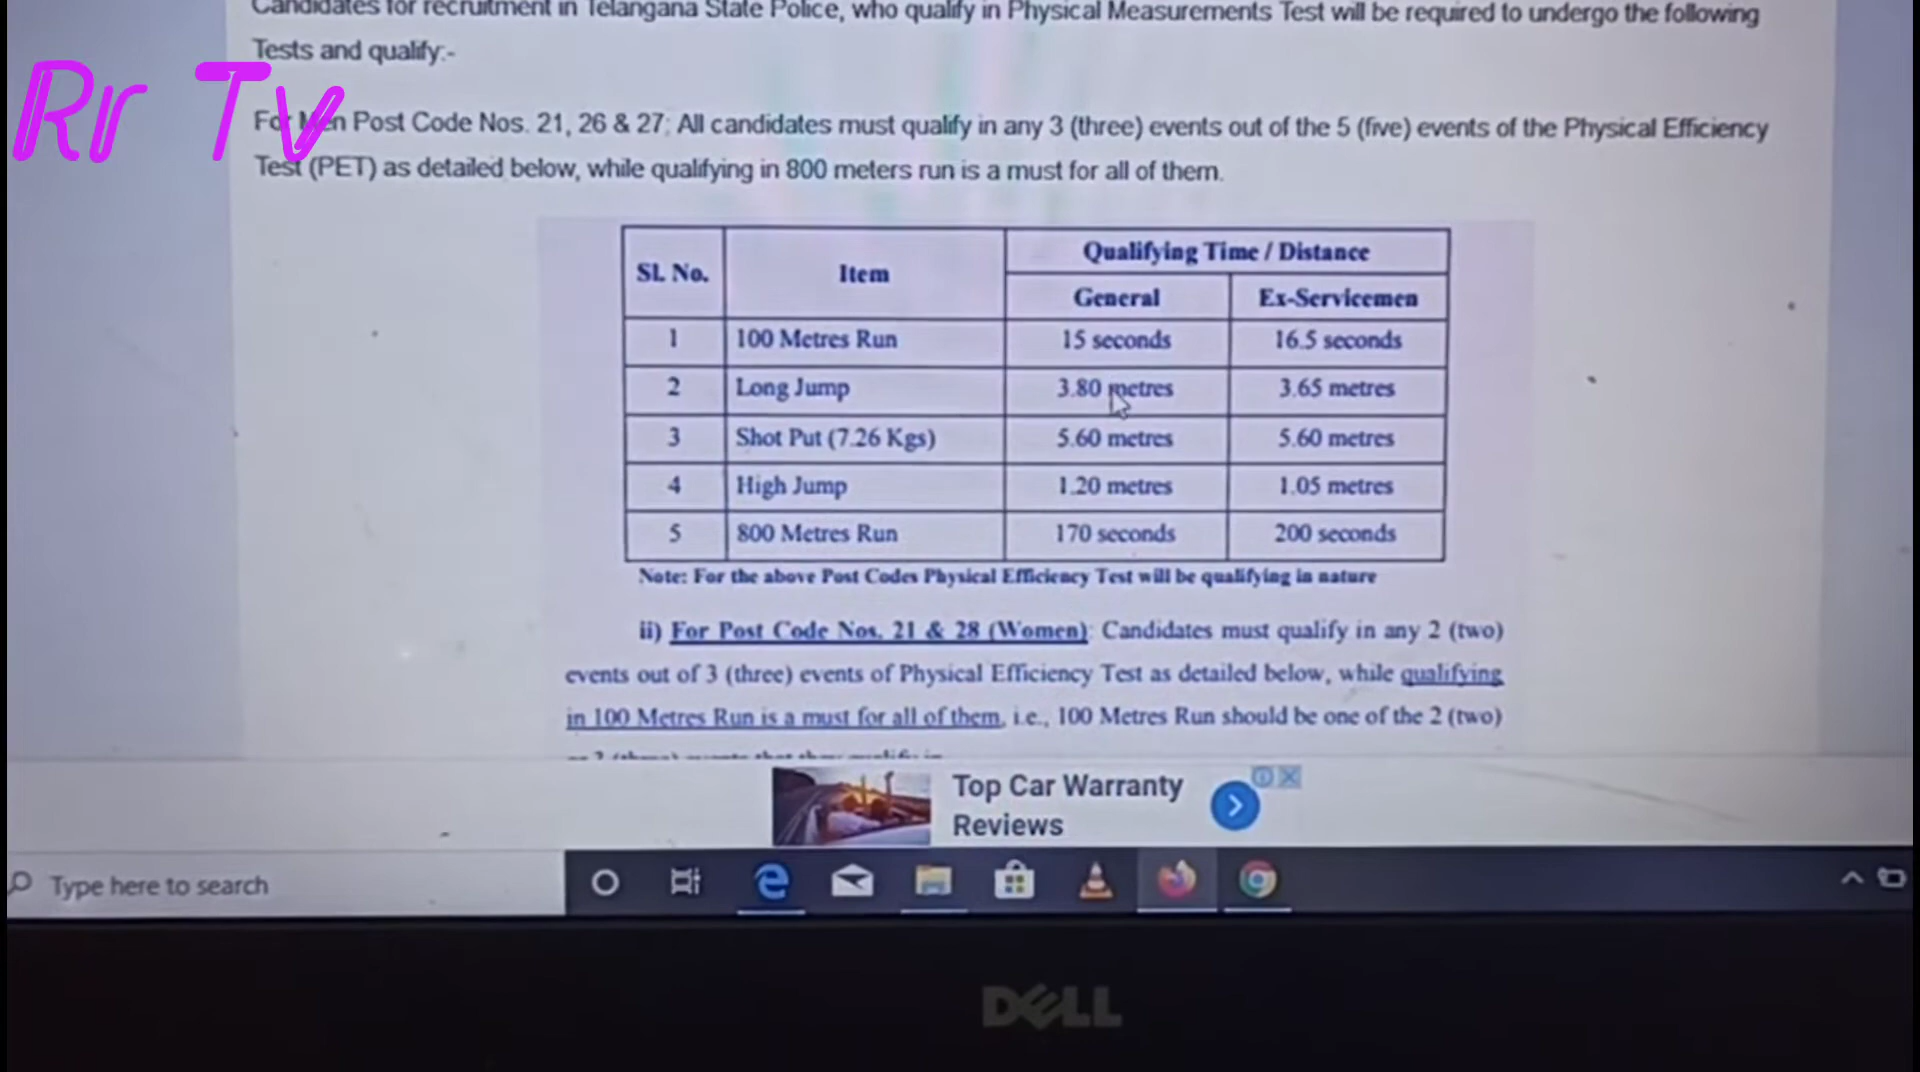 Candidates for recruitment in Telangana State Police, who qualify in Physical Measurements Test will be required to undergo the following
Tests and qualify:-
Rr Tv
For Men Post Code Nos. 21, 26 & 27: All candidates must qualify in any 3 (three) events out of the 5 (five) events of the Physical Efficiency
Test (PET) as detailed below, while qualifying in 800 meters run is a must for all of them.
Sl. No. Item Qualifying Time / Distance
General Ex-Servicemen
1 100 Metres Run 15 seconds 16.5 seconds
2 Long Jump 3.80 metres 3.65 metres
3 Shot Put (7.26 Kgs) 5.60 metres 5.60 metres
4 High Jump 1.20 metres 1.05 metres
5 800 Metres Run 170 seconds 200 seconds
Note: For the above Post Codes Physical Efficiency Test will be qualifying in nature
ii) For Post Code Nos. 21 & 28 (Women): Candidates must qualify in any 2 (two)
events out of 3 (three) events of Physical Efficiency Test as detailed below, while qualifying
in 100 Metres Run is a must for all of them, i.e., 100 Metres Run should be one of the 2 (two)
Top Car Warranty
Reviews
Type here to search
DELL